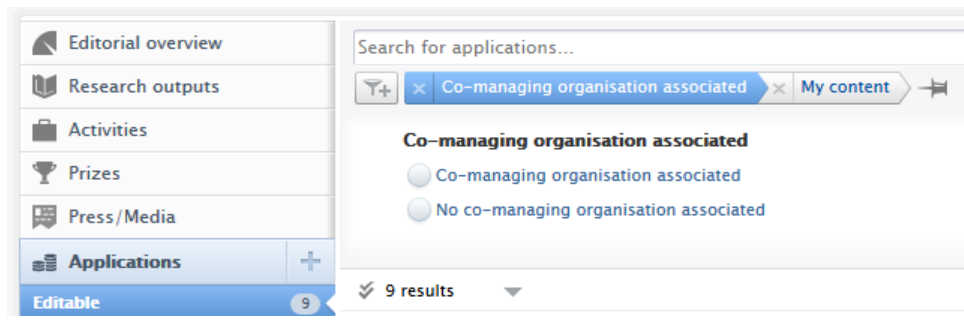 Editorial overview
Research outputs
Activities
Prizes
Press/Media
Applications
Editable 9
Search for applications...
Co-managing organisation associated
My content
Co-managing organisation associated
Co-managing organisation associated
No co-managing organisation associated
9 results